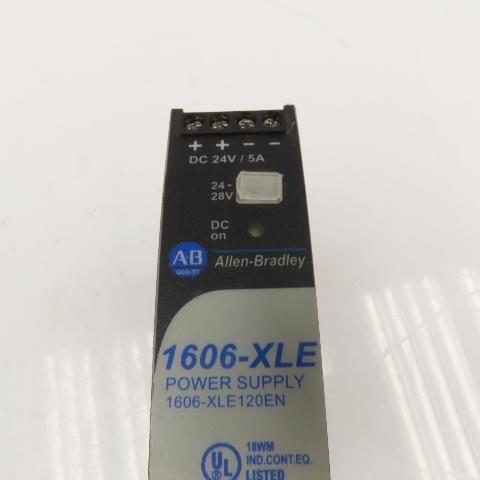 + + − −
DC 24V / 5A
24-
28V
DC
on
AB
QUALITY
Allen-Bradley
1606-XLE
POWER SUPPLY
1606-XLE120EN
UL
18WM
IND.CONT.EQ.
LISTED